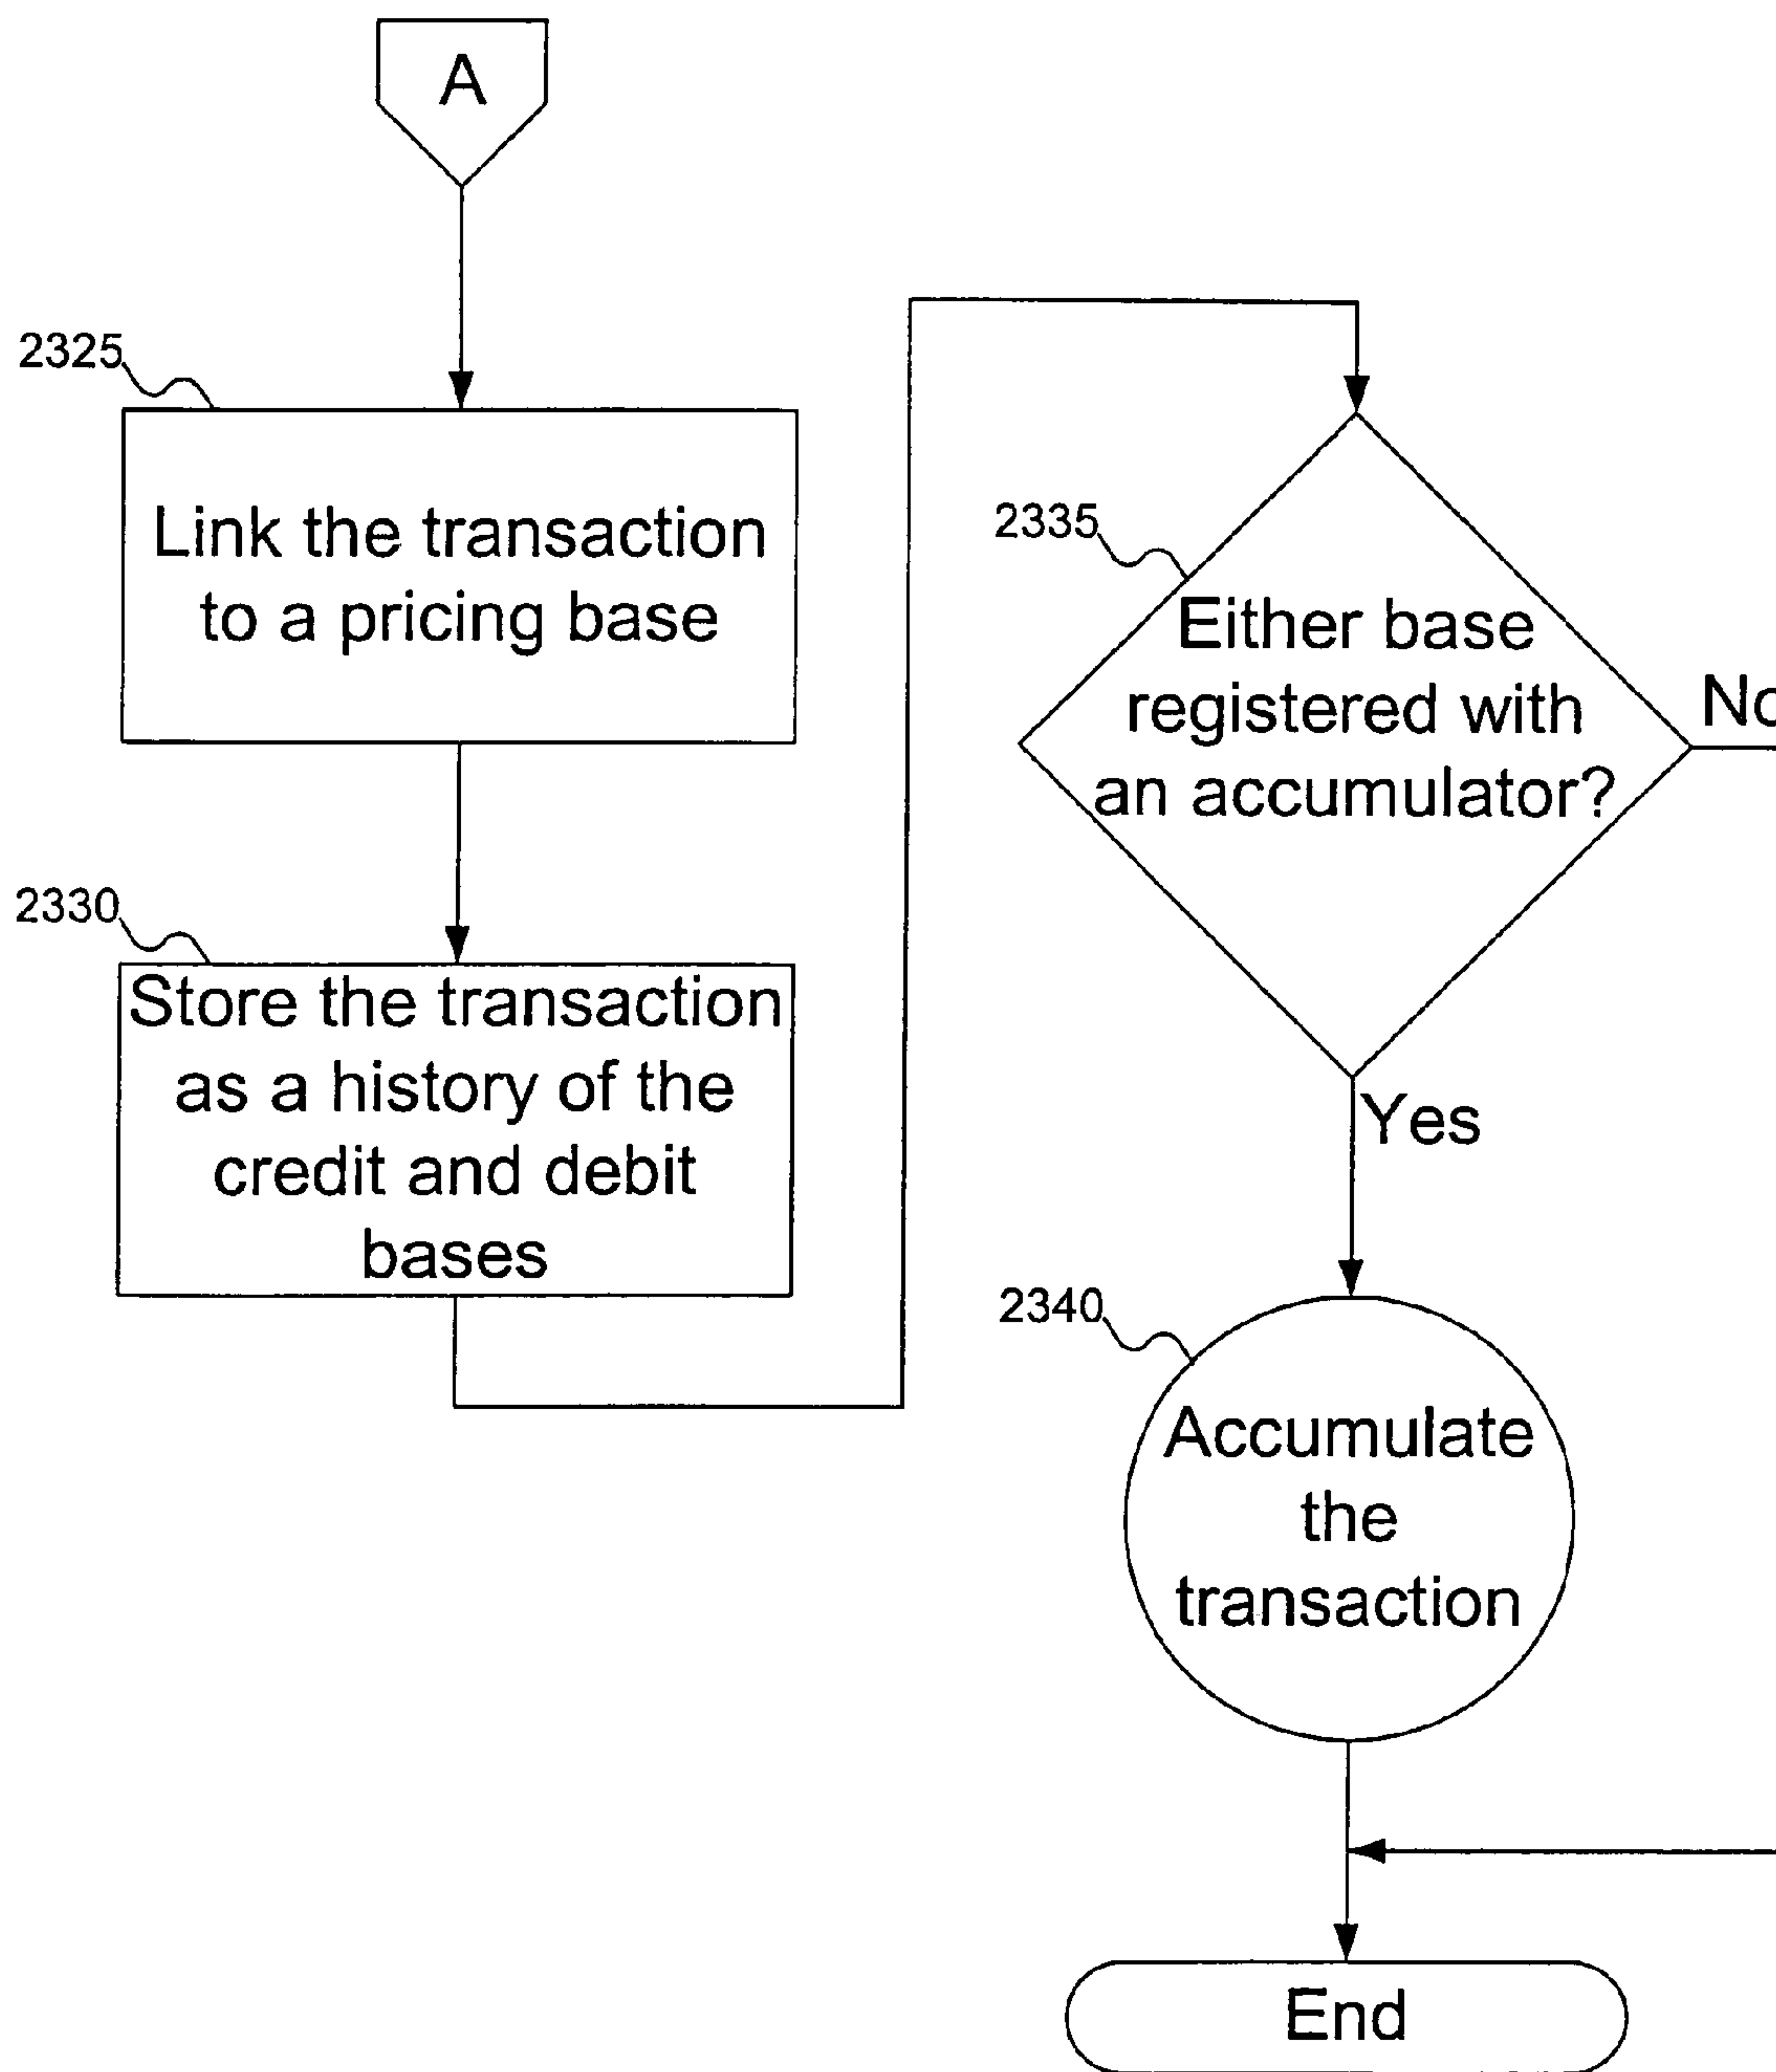 A
2325
Link the transaction
to a pricing base
2330
Store the transaction
as a history of the
credit and debit
bases
2335
Either base
registered with
an accumulator?
No
Yes
2340
Accumulate
the
transaction
End